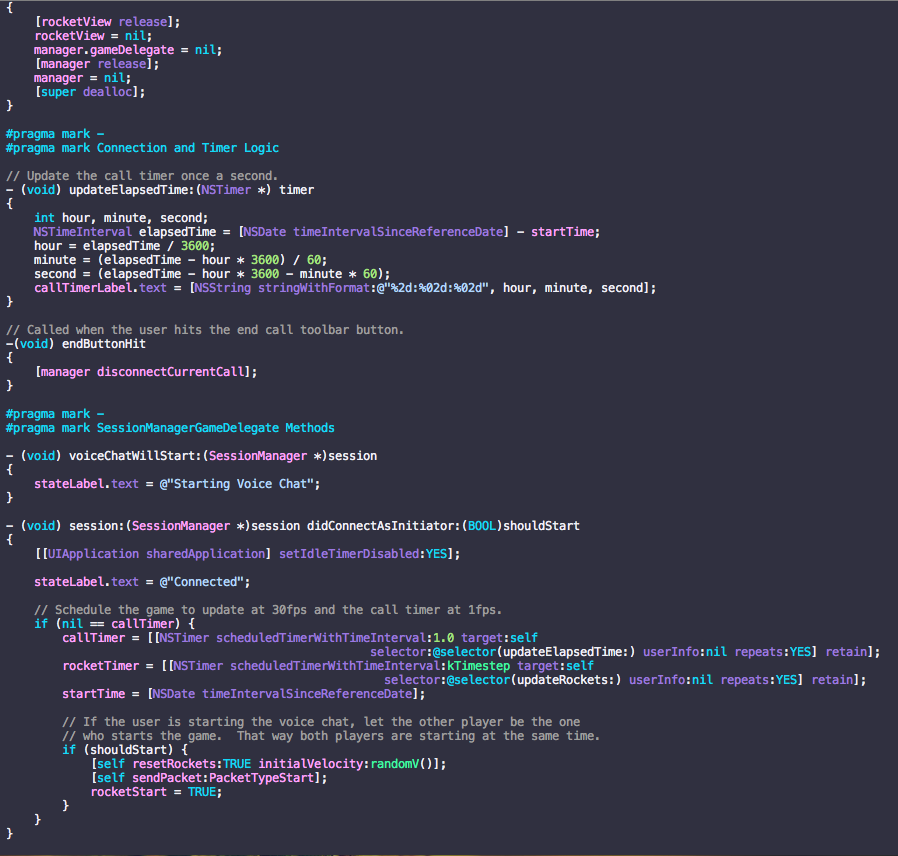 {
    [rocketView release];
    rocketView = nil;
    manager.gameDelegate = nil;
    [manager release];
    manager = nil;
    [super dealloc];
}
#pragma mark -
#pragma mark Connection and Timer Logic
// Update the call timer once a second.
- (void) updateElapsedTime:(NSTimer *) timer
{
    int hour, minute, second;
    NSTimeInterval elapsedTime = [NSDate timeIntervalSinceReferenceDate] - startTime;
    hour = elapsedTime / 3600;
    minute = (elapsedTime - hour * 3600) / 60;
    second = (elapsedTime - hour * 3600 - minute * 60);
    callTimerLabel.text = [NSString stringWithFormat:@"%2d:%02d:%02d", hour, minute, second];
}
// Called when the user hits the end call toolbar button.
-(void) endButtonHit
{
    [manager disconnectCurrentCall];
}
#pragma mark -
#pragma mark SessionManagerGameDelegate Methods
- (void) voiceChatWillStart:(SessionManager *)session
{
    stateLabel.text = @"Starting Voice Chat";
}
- (void) session:(SessionManager *)session didConnectAsInitiator:(BOOL)shouldStart
{
    [[UIApplication sharedApplication] setIdleTimerDisabled:YES];
    stateLabel.text = @"Connected";
    // Schedule the game to update at 30fps and the call timer at 1fps.
    if (nil == callTimer) {
        callTimer = [[NSTimer scheduledTimerWithTimeInterval:1.0 target:self
                                                    selector:@selector(updateElapsedTime:) userInfo:nil repeats:YES] retain];
        rocketTimer = [[NSTimer scheduledTimerWithTimeInterval:kTimestep target:self
                                                      selector:@selector(updateRockets:) userInfo:nil repeats:YES] retain];
        startTime = [NSDate timeIntervalSinceReferenceDate];
        // If the user is starting the voice chat, let the other player be the one
        // who starts the game.  That way both players are starting at the same time.
        if (shouldStart) {
            [self resetRockets:TRUE initialVelocity:randomV()];
            [self sendPacket:PacketTypeStart];
            rocketStart = TRUE;
        }
    }
}